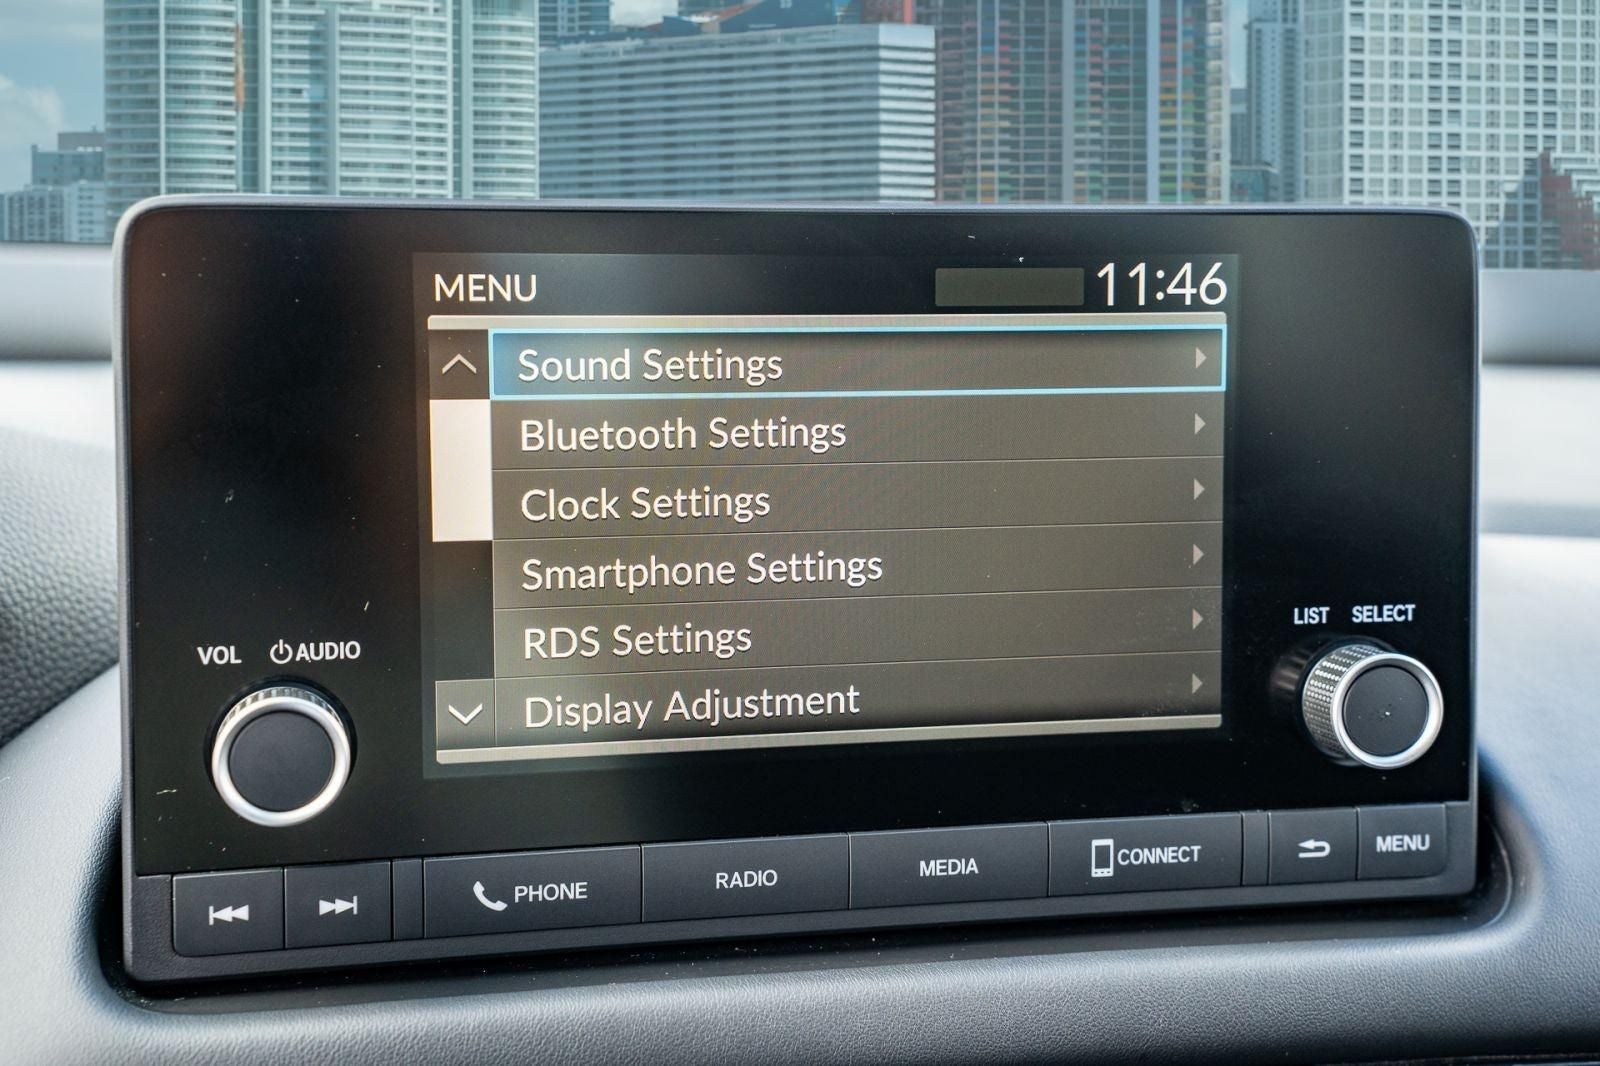 MENU 11:46
Sound Settings
Bluetooth Settings
Clock Settings
Smartphone Settings
RDS Settings
Display Adjustment
VOL AUDIO
LIST SELECT
PHONE
RADIO
MEDIA
CONNECT
MENU